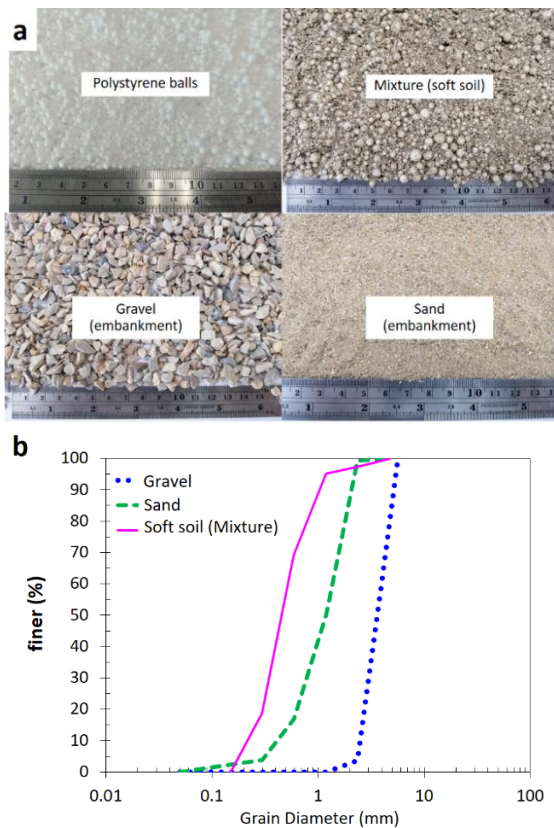 a
Polystyrene balls
Mixture (soft soil)
Gravel
(embankment)
Sand
(embankment)
b
100
90
80
70
60
50
40
30
20
10
0
finer (%)
Gravel
Sand
Soft soil (Mixture)
0.01
0.1
1
10
100
Grain Diameter (mm)